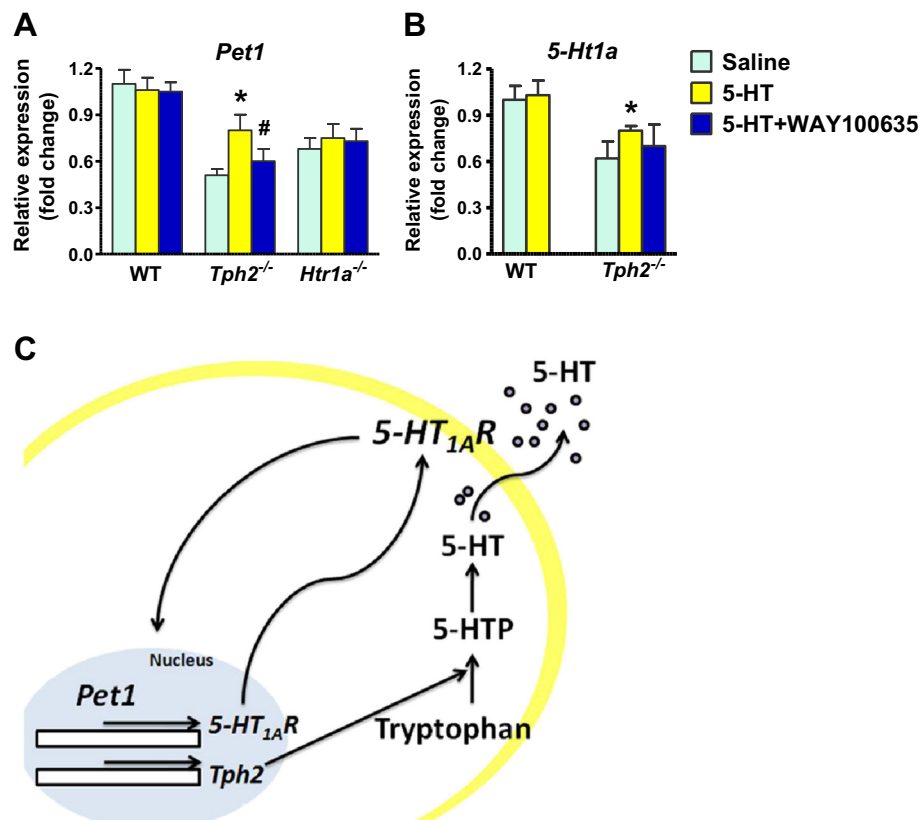 A
Pet1
Relative expression
(fold change)
1.2
0.9
0.6
0.3
0.0
*
#
WT
Tph2-/-
Htr1a-/-
B
5-Ht1a
Relative expression
(fold change)
1.2
0.9
0.6
0.3
0.0
*
WT
Tph2-/-
Saline
5-HT
5-HT+WAY100635
C
5-HT
5-HT1AR
5-HT
5-HTP
Nucleus
Pet1
5-HT1AR
Tryptophan
Tph2